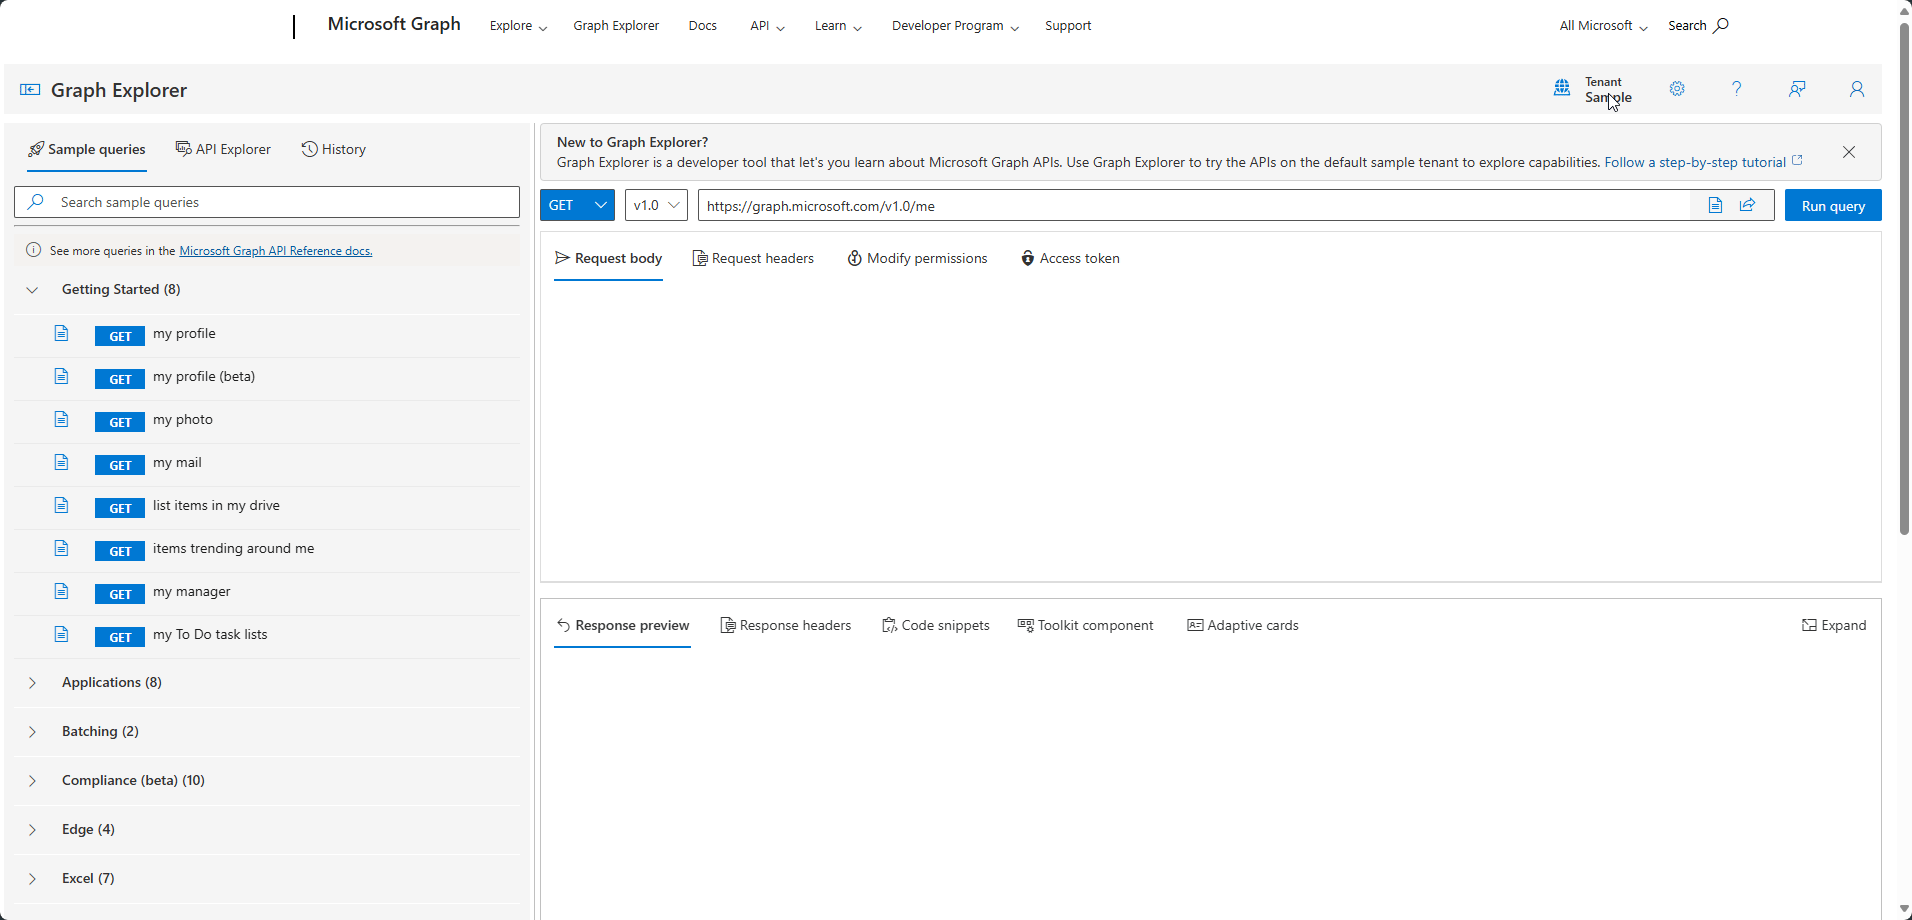 Microsoft Graph
Explore
Graph Explorer
Docs
API
Learn
Developer Program
Support
All Microsoft
Search
Graph Explorer
Tenant
Sample
?
Sample queries
API Explorer
History
Search sample queries
See more queries in the Microsoft Graph API Reference docs.
Getting Started (8)
GET my profile
GET my profile (beta)
GET my photo
GET my mail
GET list items in my drive
GET items trending around me
GET my manager
GET my To Do task lists
Applications (8)
Batching (2)
Compliance (beta) (10)
Edge (4)
Excel (7)
New to Graph Explorer?
Graph Explorer is a developer tool that let's you learn about Microsoft Graph APIs. Use Graph Explorer to try the APIs on the default sample tenant to explore capabilities. Follow a step-by-step tutorial
GET
v1.0
https://graph.microsoft.com/v1.0/me
Run query
Request body
Request headers
Modify permissions
Access token
Response preview
Response headers
Code snippets
Toolkit component
Adaptive cards
Expand